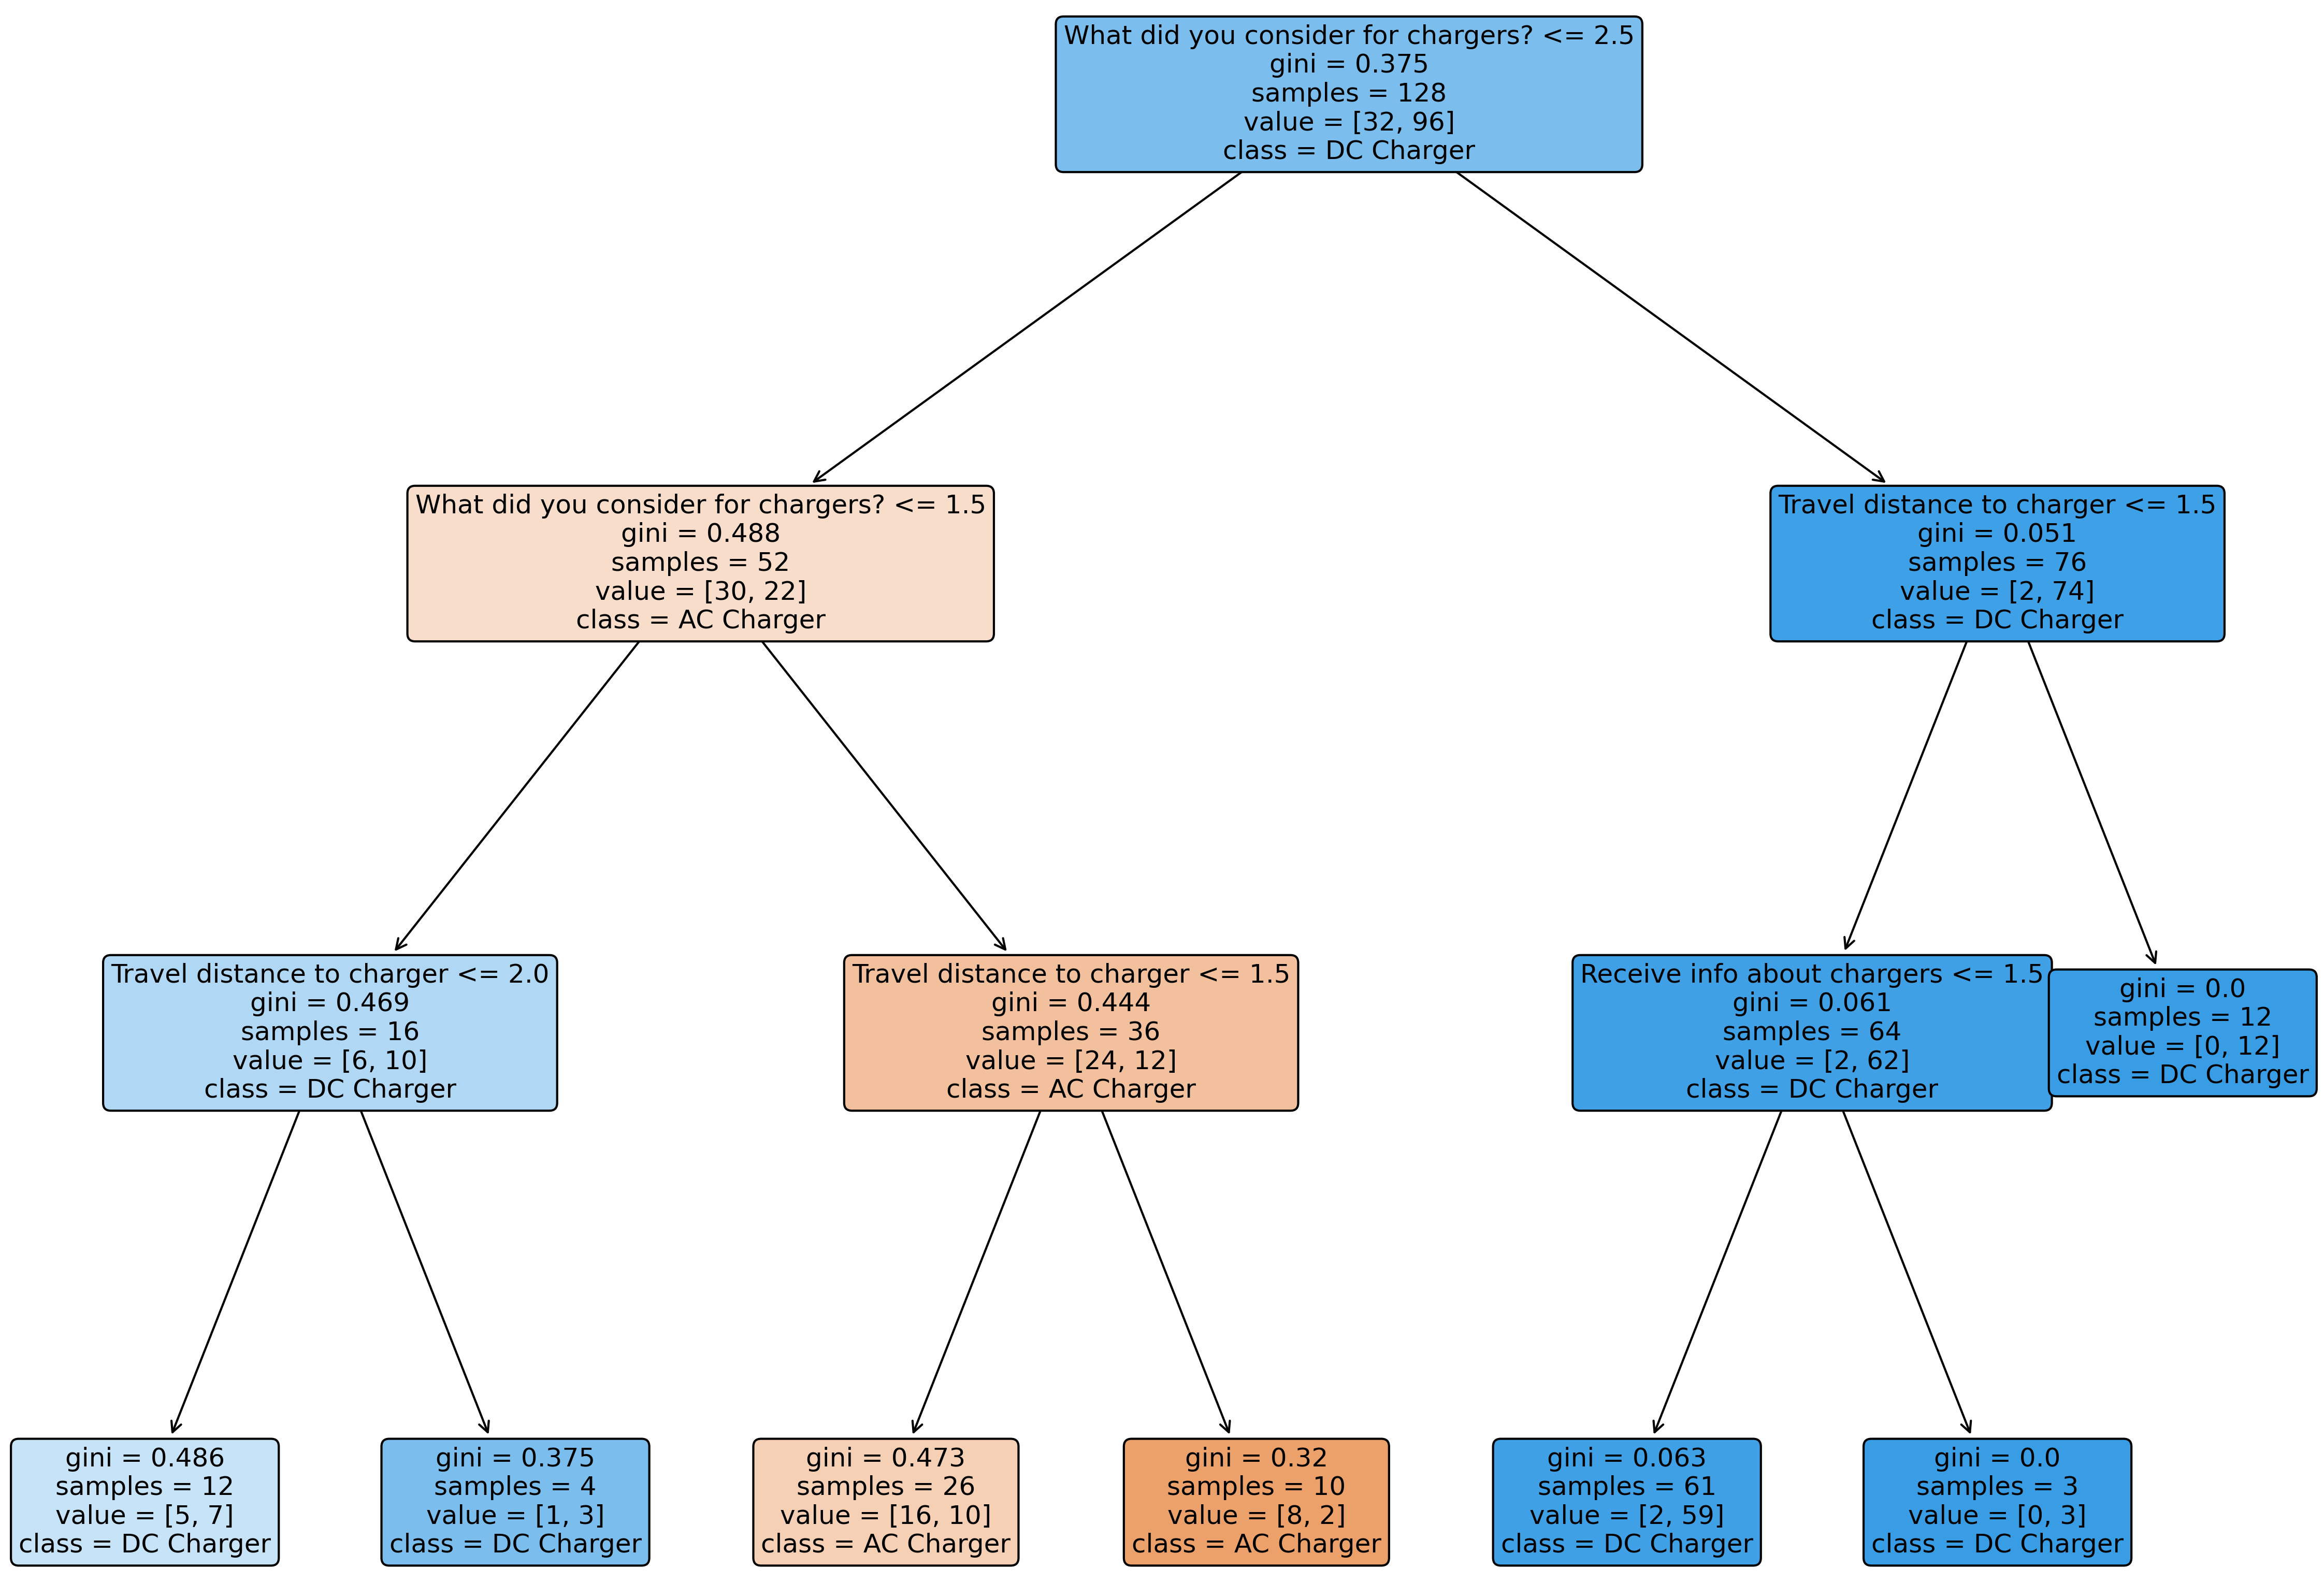 What did you consider for chargers? <= 2.5
gini = 0.375
samples = 128
value = [32, 96]
class = DC Charger
What did you consider for chargers? <= 1.5
gini = 0.488
samples = 52
value = [30, 22]
class = AC Charger
Travel distance to charger <= 1.5
gini = 0.051
samples = 76
value = [2, 74]
class = DC Charger
Travel distance to charger <= 2.0
gini = 0.469
samples = 16
value = [6, 10]
class = DC Charger
Travel distance to charger <= 1.5
gini = 0.444
samples = 36
value = [24, 12]
class = AC Charger
Receive info about chargers <= 1.5
gini = 0.061
samples = 64
value = [2, 62]
class = DC Charger
gini = 0.0
samples = 12
value = [0, 12]
class = DC Charger
gini = 0.486
samples = 12
value = [5, 7]
class = DC Charger
gini = 0.375
samples = 4
value = [1, 3]
class = DC Charger
gini = 0.473
samples = 26
value = [16, 10]
class = AC Charger
gini = 0.32
samples = 10
value = [8, 2]
class = AC Charger
gini = 0.063
samples = 61
value = [2, 59]
class = DC Charger
gini = 0.0
samples = 3
value = [0, 3]
class = DC Charger